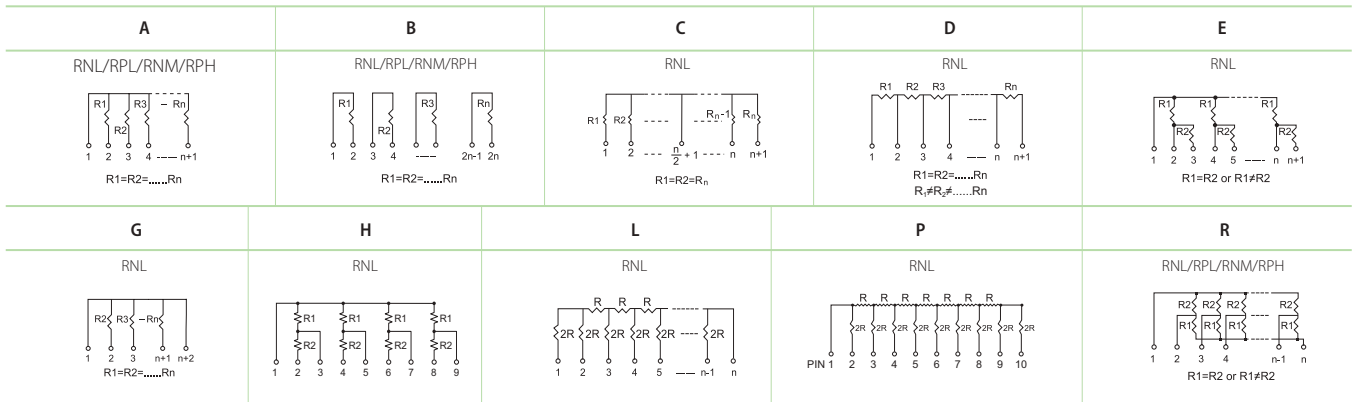 A B C D E
RNL/RPL/RNM/RPH RNL/RPL/RNM/RPH RNL RNL RNL
R1 R3 – Rn
R2
1 2 3 4 ---- n+1
R1=R2=......Rn
R1 R3 Rn
R2
1 2 3 4 ---- 2n-1 2n
R1=R2=......Rn
R1 R2 ---- ---- Rn-1 Rn
1 2 ---- n/2 + 1 ---- n n+1
R1=R2=Rn
R1 R2 R3 Rn
1 2 3 4 ---- n n+1
R1=R2=......Rn
R1≠R2≠......Rn
R1 R1 R1
R2 R2 R2
1 2 3 4 5 ---- n n+1
R1=R2 or R1≠R2
G H L P R
RNL RNL RNL RNL RNL/RPL/RNM/RPH
R2 R3 –Rn
1 2 3 n+1 n+2
R1=R2=......Rn
R1 R1 R1 R1
R2 R2 R2 R2
1 2 3 4 5 6 7 8 9
R R R
2R 2R 2R 2R 2R ---- 2R
1 2 3 4 5 ---- n-1 n
R R R R R R R
2R 2R 2R 2R 2R 2R 2R 2R 2R
PIN 1 2 3 4 5 6 7 8 9 10
R2 R2 R2 R2
R1 R1 R1 R1
1 2 3 4 n-1 n
R1=R2 or R1≠R2